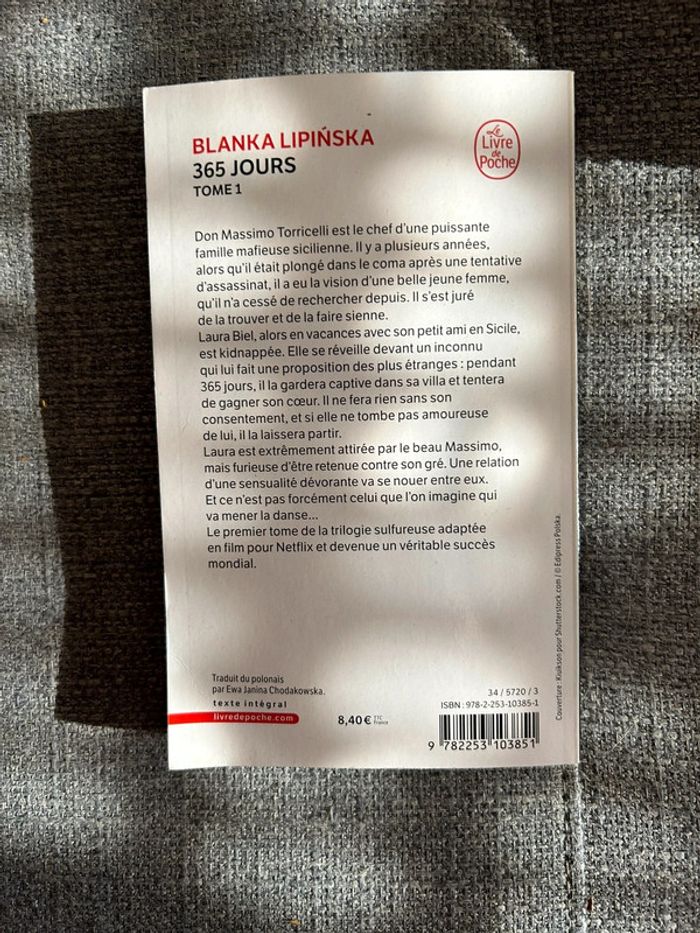 BLANKA LIPIŃSKA
365 JOURS
TOME 1
Le
Livre
de
Poche
Don Massimo Torricelli est le chef d'une puissante
famille mafieuse sicilienne. Il y a plusieurs années,
alors qu'il était plongé dans le coma après une tentative
d'assassinat, il a eu la vision d'une belle jeune femme,
qu'il n'a cessé de rechercher depuis. Il s'est juré
de la trouver et de la faire sienne.
Laura Biel, alors en vacances avec son petit ami en Sicile,
est kidnappée. Elle se réveille devant un inconnu
qui lui fait une proposition des plus étranges : pendant
365 jours, il la gardera captive dans sa villa et tentera
de gagner son cœur. Il ne fera rien sans son
consentement, et si elle ne tombe pas amoureuse
de lui, il la laissera partir.
Laura est extrêmement attirée par le beau Massimo,
mais furieuse d'être retenue contre son gré. Une relation
d'une sensualité dévorante va se nouer entre eux.
Et ce n'est pas forcément celui que l'on imagine qui
va mener la danse...
Le premier tome de la trilogie sulfureuse adaptée
en film pour Netflix et devenue un véritable succès
mondial.
Traduit du polonais
par Ewa Janina Chodakowska.
texte intégral
livredepoche.com
8,40 € TTC
France
34 / 5720 / 3
ISBN : 978-2-253-10385-1
9 782253 103851
Couverture : Kiuikson pour Shutterstock.com / © Edipress Polska.